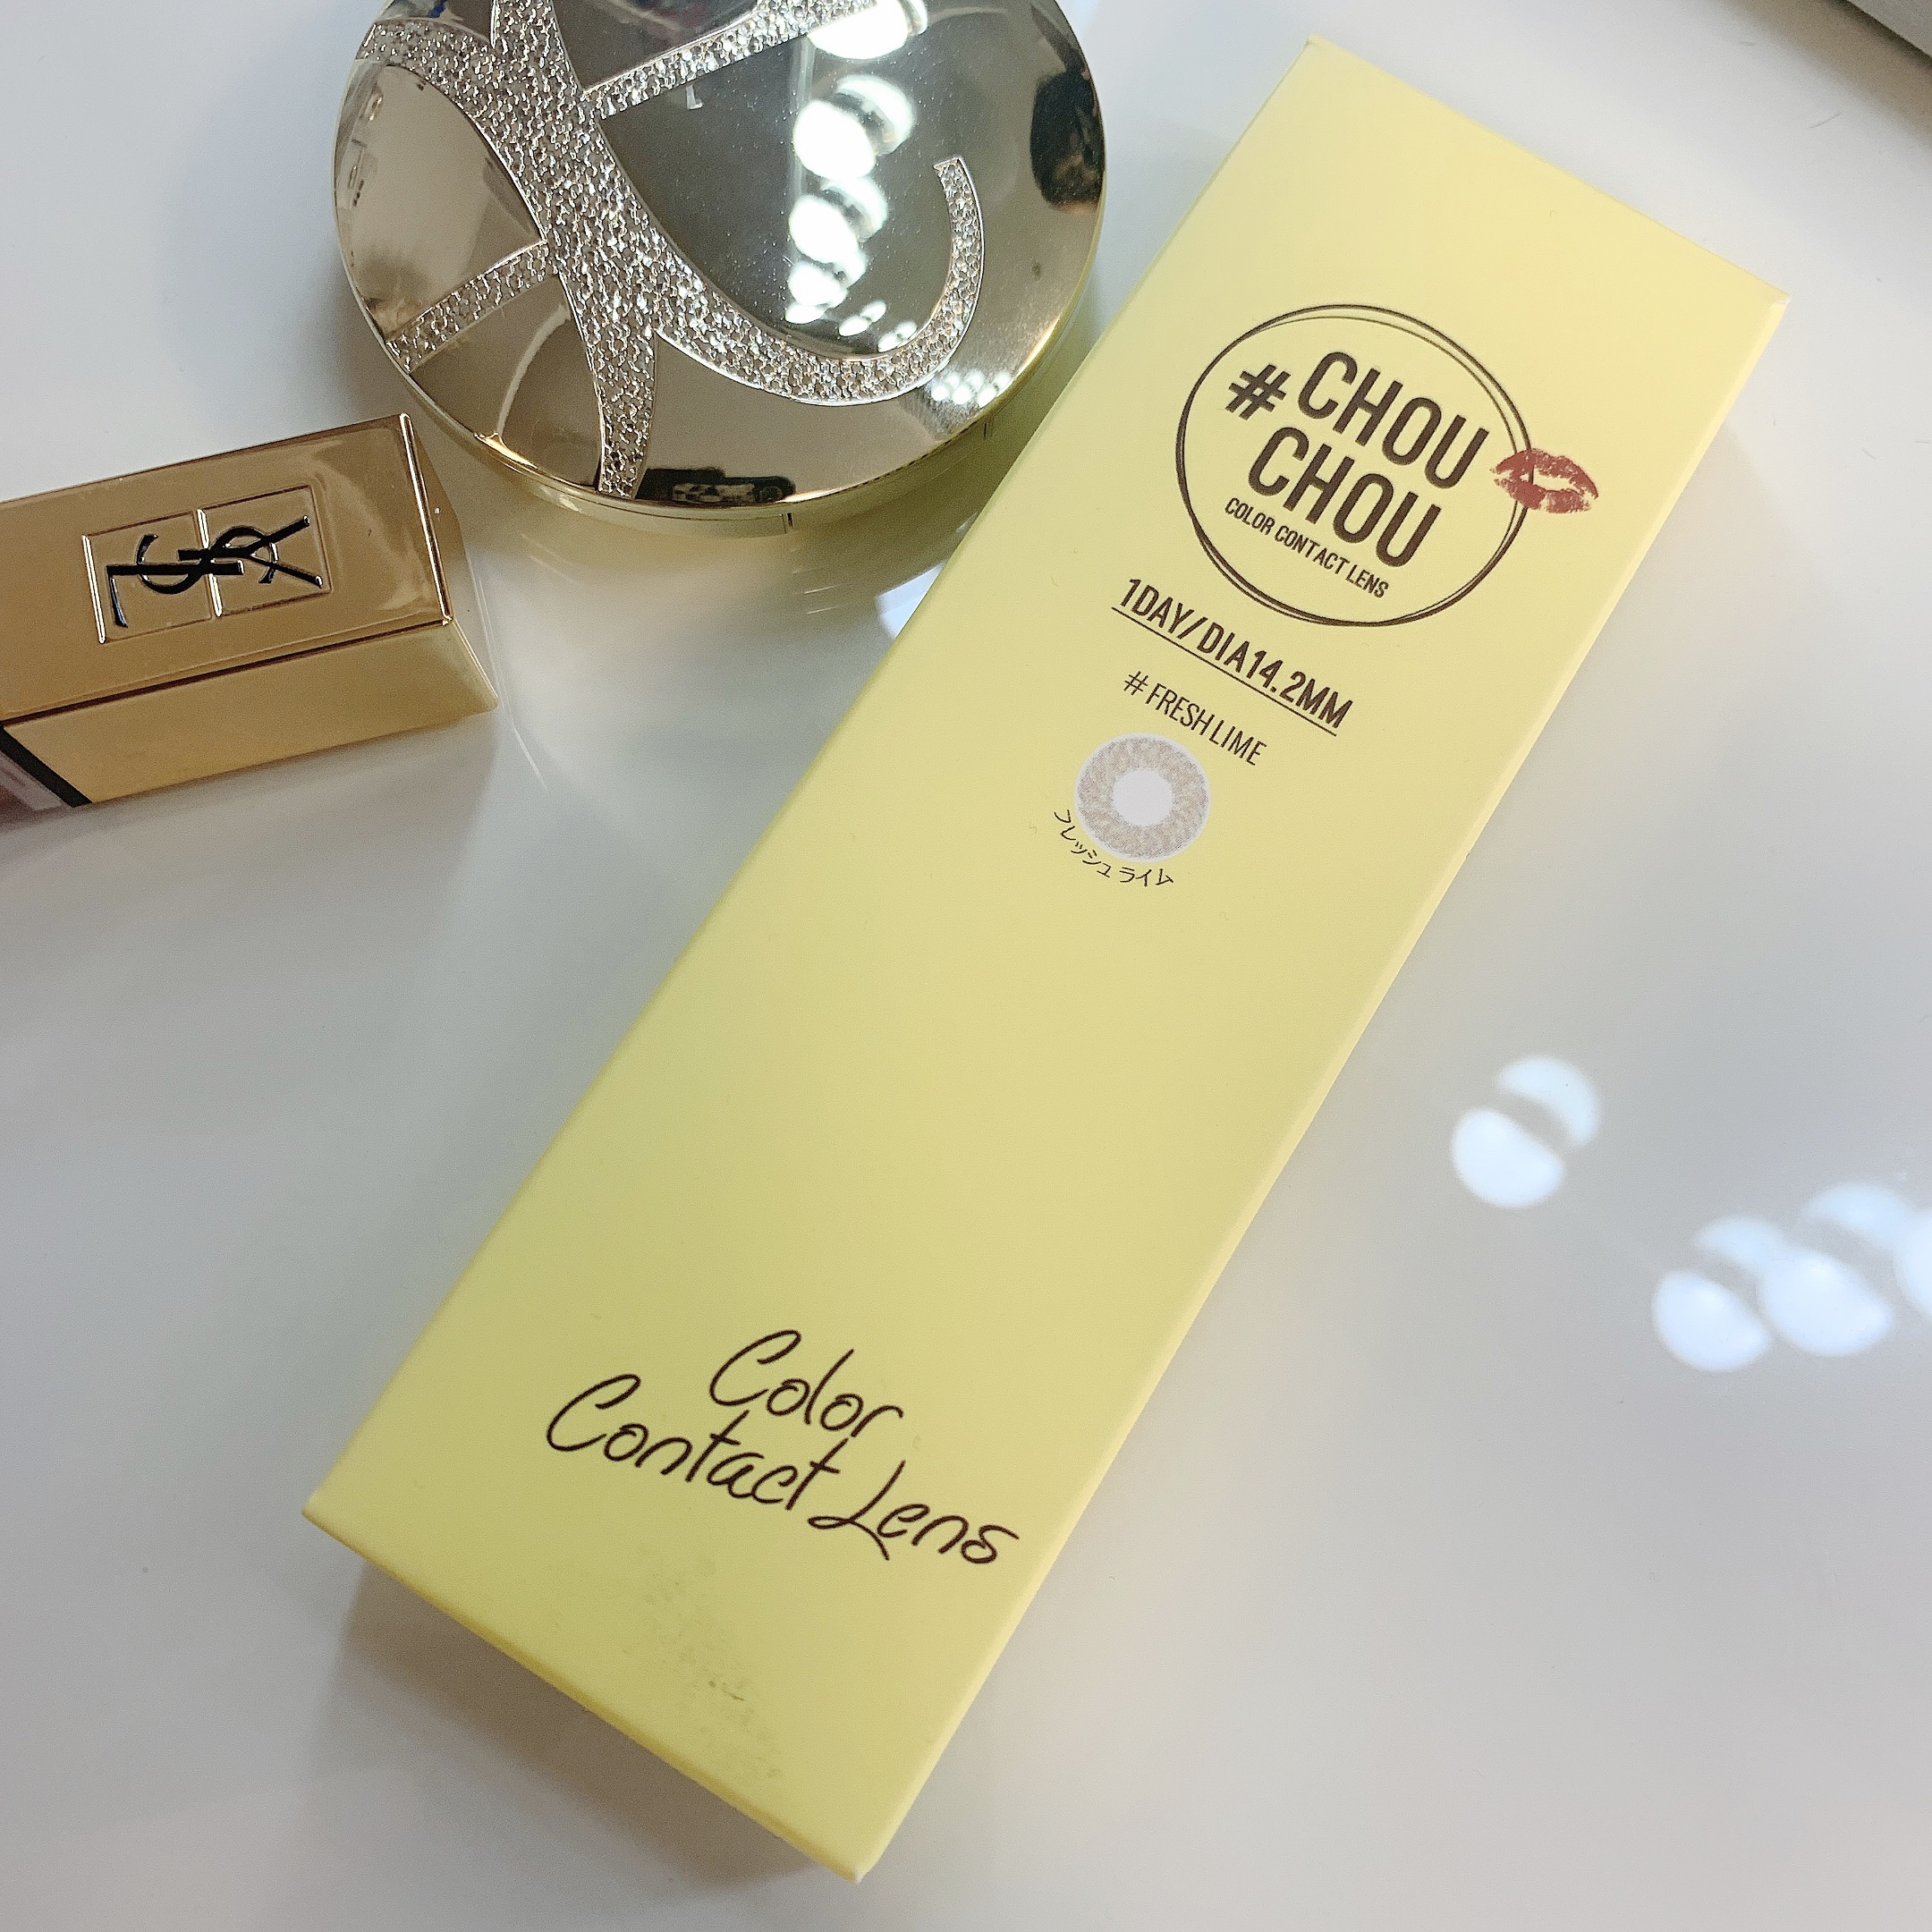 YSL
#CHOU
CHOU
COLOR CONTACT LENS
1DAY/DIA14.2MM
#FRESH LIME
フレッシュライム
Color
Contact Lens